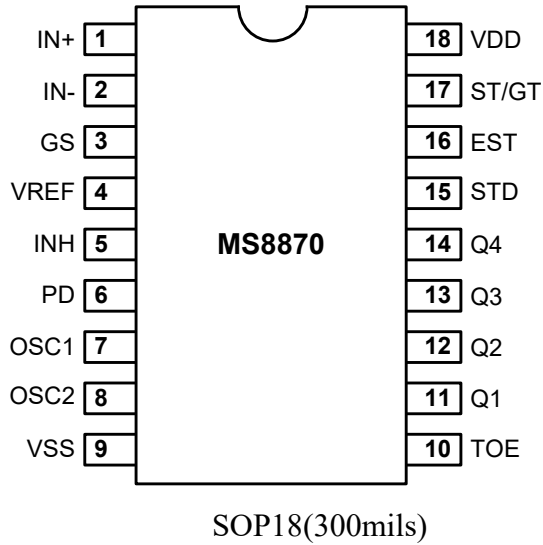 IN+ 1 18 VDD
IN- 2 17 ST/GT
GS 3 16 EST
VREF 4 15 STD
INH 5 MS8870 14 Q4
PD 6 13 Q3
OSC1 7 12 Q2
OSC2 8 11 Q1
VSS 9 10 TOE
SOP18(300mils)